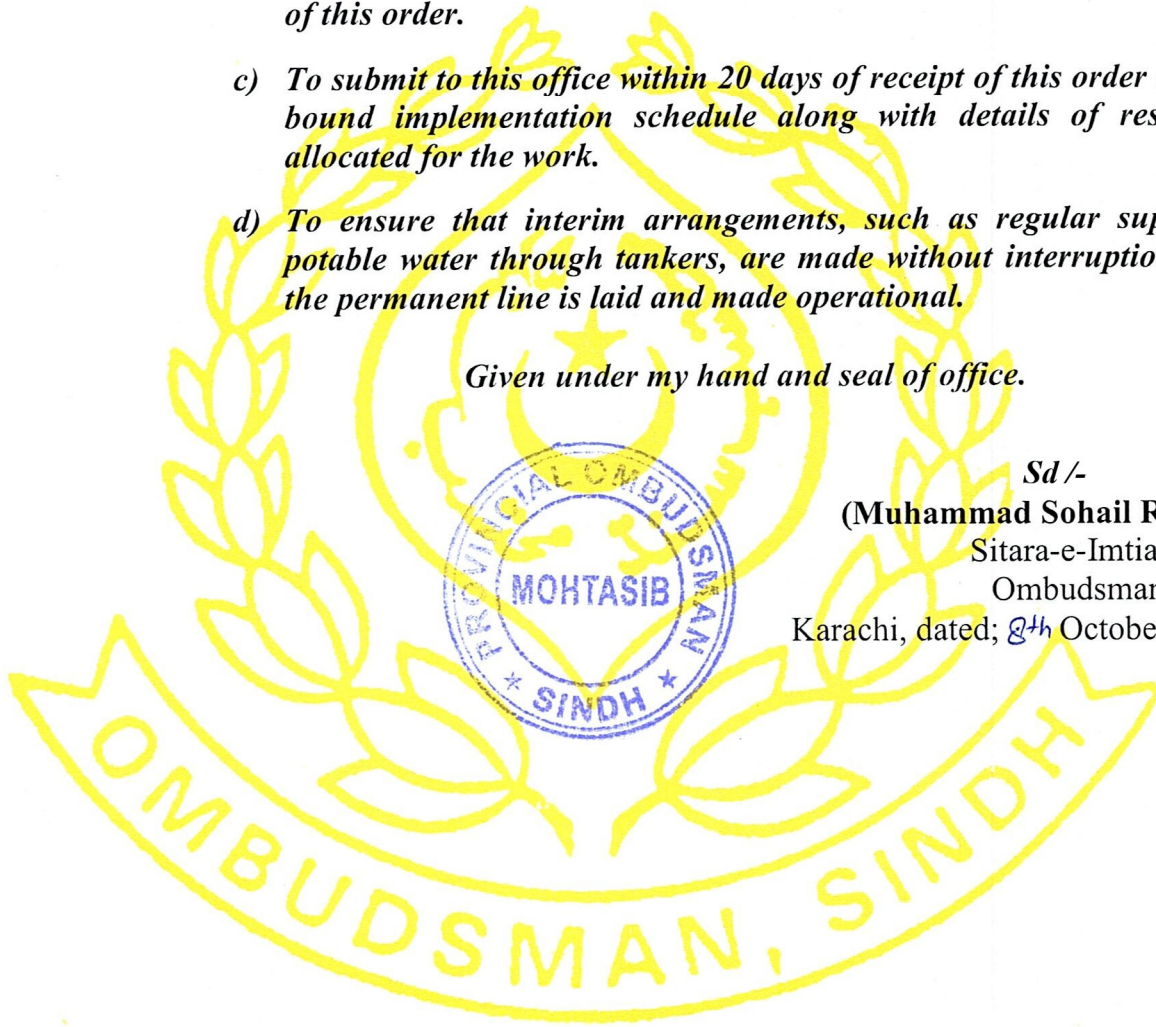 of this order.
c) To submit to this office within 20 days of receipt of this order
bound implementation schedule along with details of res
allocated for the work.
d) To ensure that interim arrangements, such as regular sup
potable water through tankers, are made without interruptio
the permanent line is laid and made operational.
Given under my hand and seal of office.
Sd /-
(Muhammad Sohail R
Sitara-e-Imtia
Ombudsman
Karachi, dated; 8th Octobe
PROVINCIAL OMBUDSMAN
MOHTASIB
* SINDH *
OMBUDSMAN, SINDH